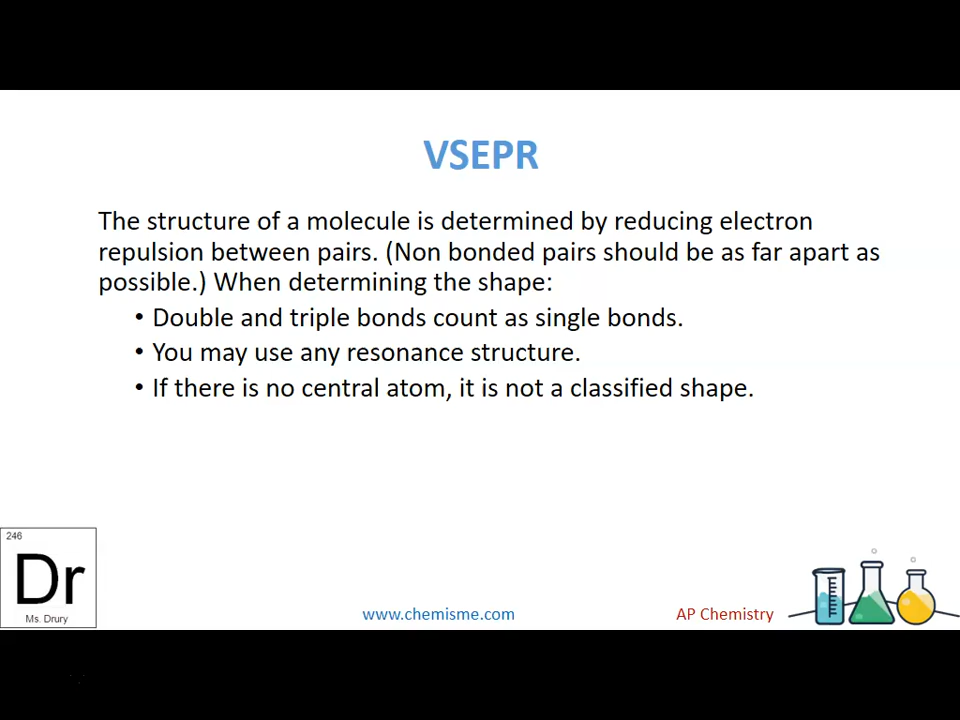 VSEPR
The structure of a molecule is determined by reducing electron
repulsion between pairs. (Non bonded pairs should be as far apart as
possible.) When determining the shape:
• Double and triple bonds count as single bonds.
• You may use any resonance structure.
• If there is no central atom, it is not a classified shape.
246
Dr
Ms. Drury
www.chemisme.com
AP Chemistry